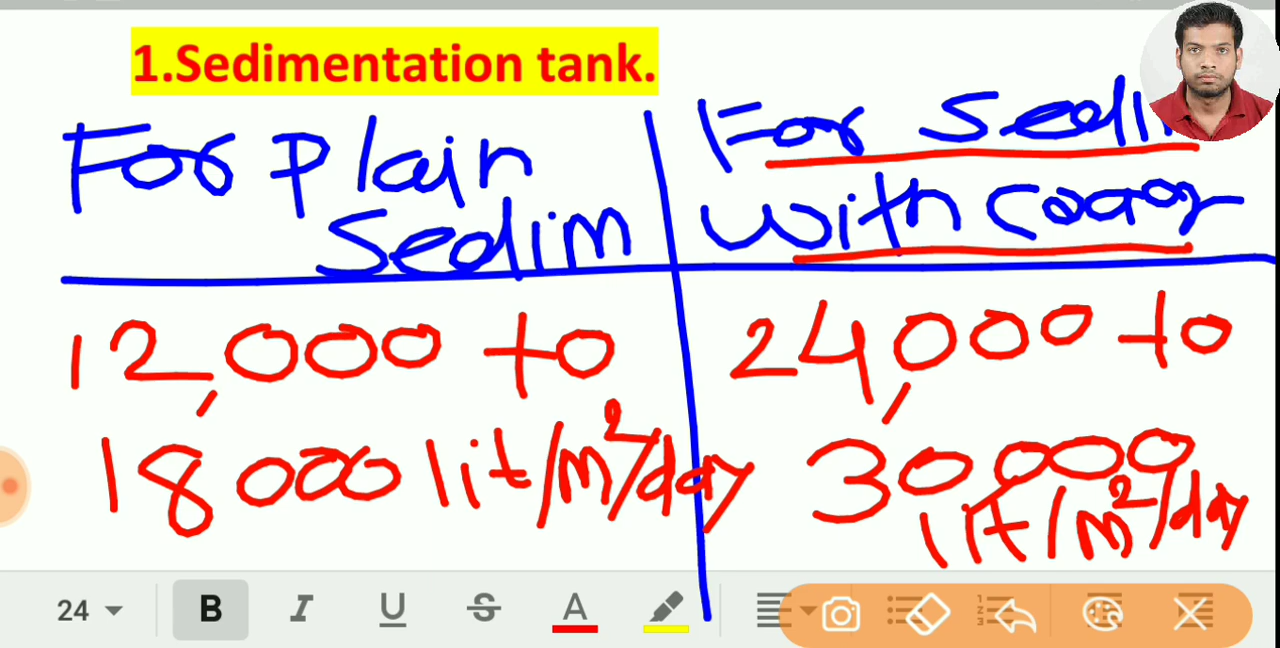 1.Sedimentation tank.
For Plain
Sedim
For Sedi
with coag
12,000 to
18000 lit/m²/day
24,000 to
30,000
lit/m²/day
24
B I U S A